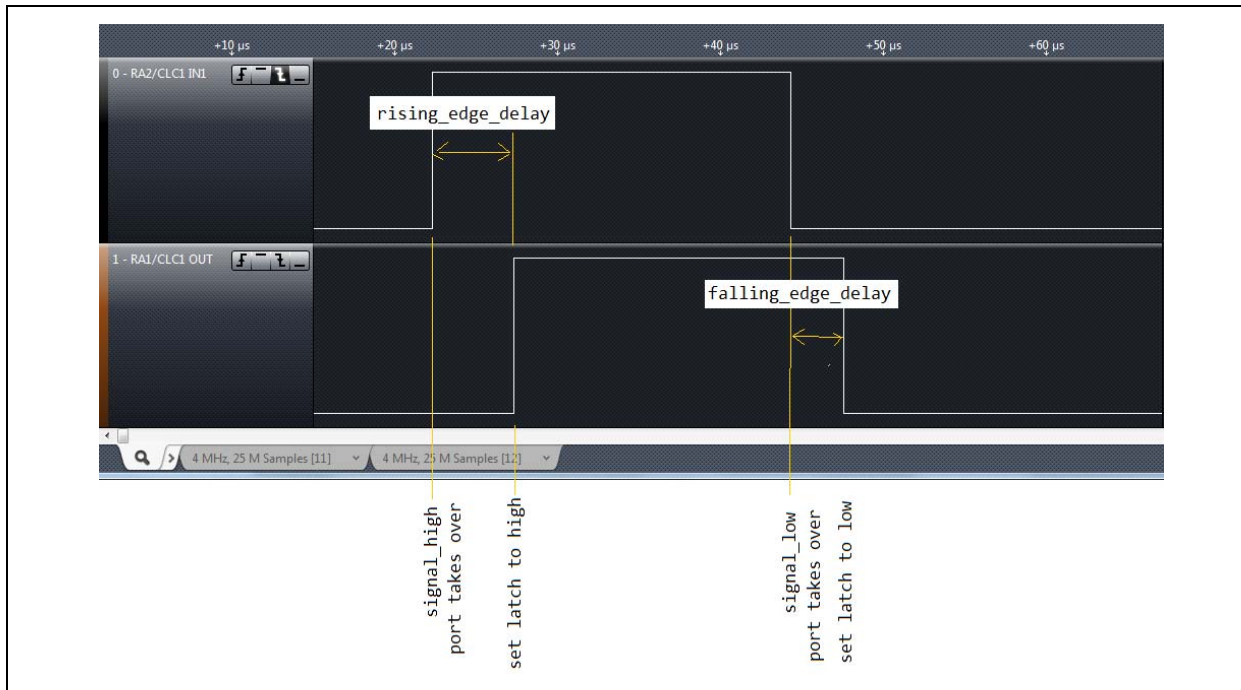 +10 µs +20 µs +30 µs +40 µs +50 µs +60 µs
0 - RA2/CLC1 IN1
rising_edge_delay
1 - RA1/CLC1 OUT
falling_edge_delay
4 MHz, 25 M Samples [11] 4 MHz, 25 M Samples [12]
signal_high
port takes over
set latch to high
signal_low
port takes over
set latch to low